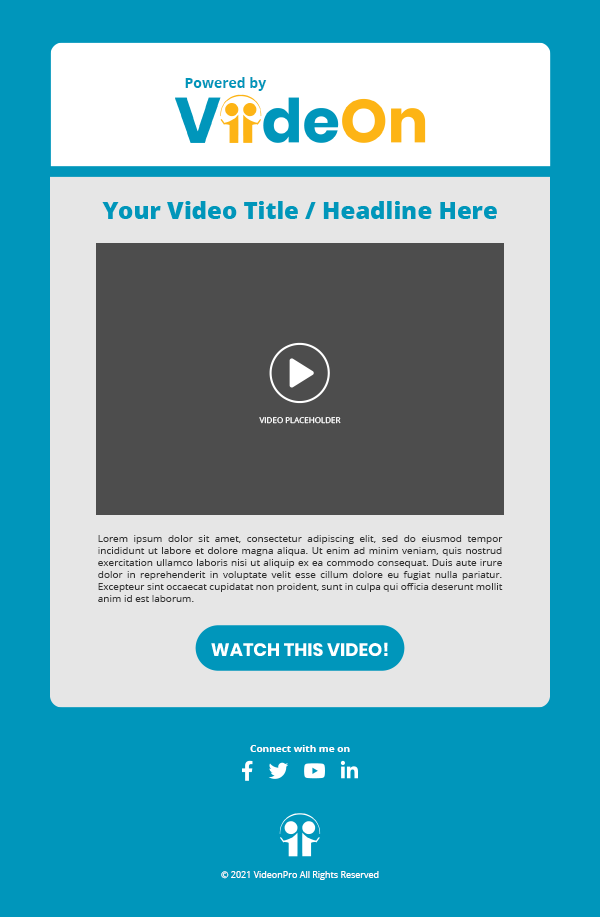 Powered by
ViideOn
Your Video Title / Headline Here
VIDEO PLACEHOLDER
Lorem ipsum dolor sit amet, consectetur adipiscing elit, sed do eiusmod tempor
incididunt ut labore et dolore magna aliqua. Ut enim ad minim veniam, quis nostrud
exercitation ullamco laboris nisi ut aliquip ex ea commodo consequat. Duis aute irure
dolor in reprehenderit in voluptate velit esse cillum dolore eu fugiat nulla pariatur.
Excepteur sint occaecat cupidatat non proident, sunt in culpa qui officia deserunt mollit
anim id est laborum.
WATCH THIS VIDEO!
Connect with me on
© 2021 VideonPro All Rights Reserved